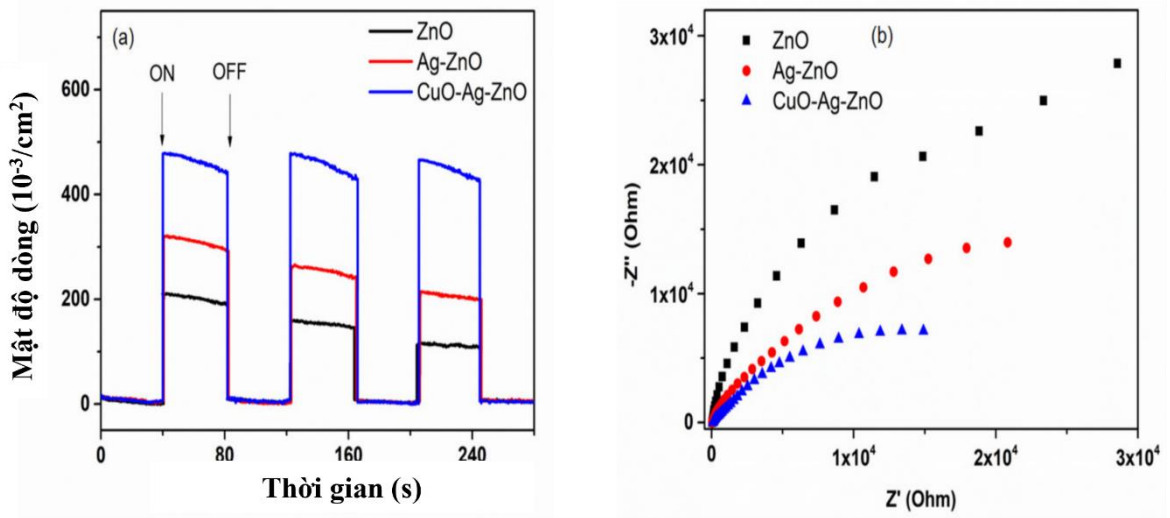 (a)
ZnO
Ag-ZnO
CuO-Ag-ZnO
ON
OFF
600
400
200
0
Mật độ dòng (10⁻³/cm²)
0
80
160
240
Thời gian (s)
(b)
ZnO
Ag-ZnO
CuO-Ag-ZnO
3x10⁴
2x10⁴
1x10⁴
0
-Z'' (Ohm)
0
1x10⁴
2x10⁴
3x10⁴
Z' (Ohm)